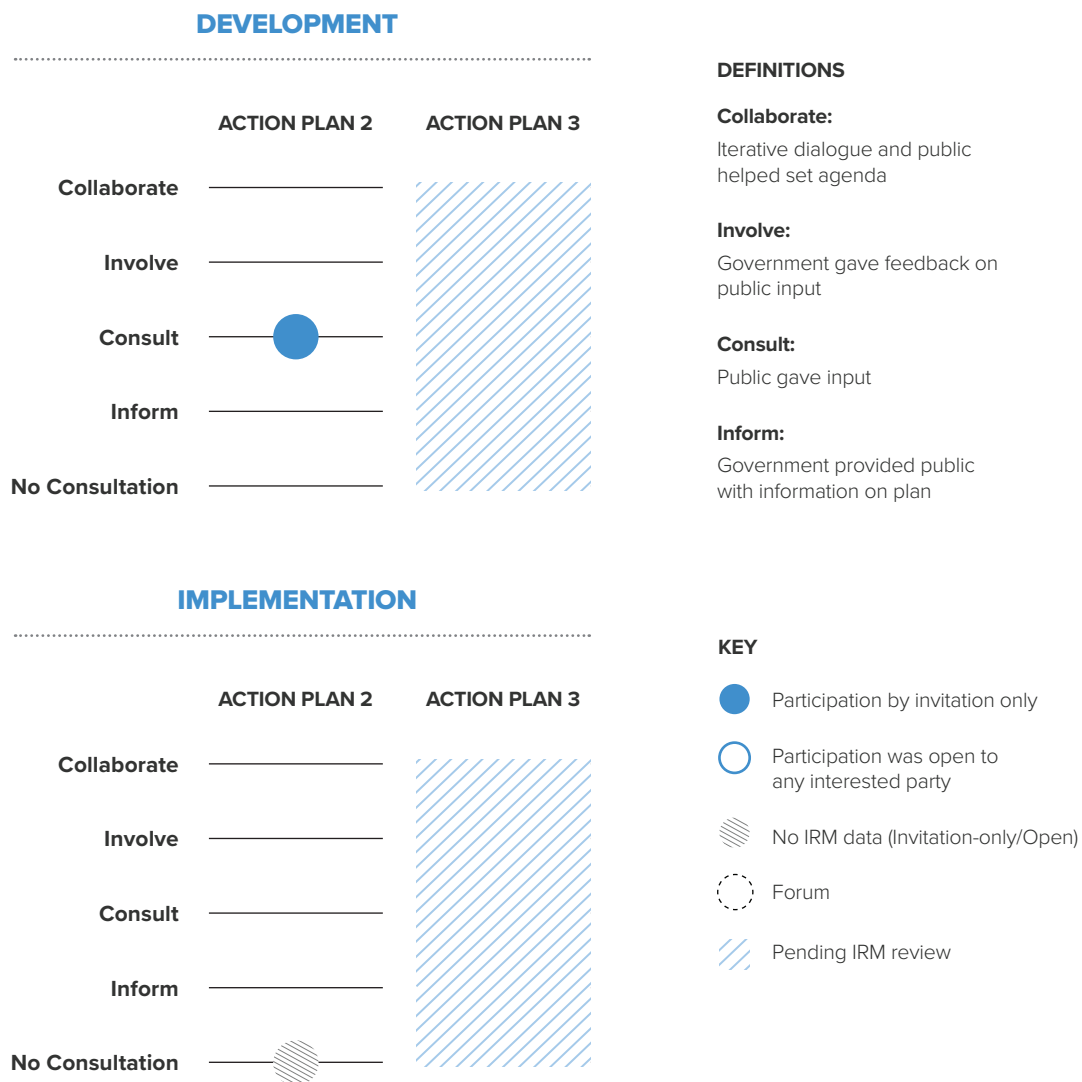 DEVELOPMENT
ACTION PLAN 2
ACTION PLAN 3
Collaborate
Involve
Consult
Inform
No Consultation
DEFINITIONS
Collaborate:
Iterative dialogue and public
helped set agenda
Involve:
Government gave feedback on
public input
Consult:
Public gave input
Inform:
Government provided public
with information on plan
IMPLEMENTATION
ACTION PLAN 2
ACTION PLAN 3
Collaborate
Involve
Consult
Inform
No Consultation
KEY
Participation by invitation only
Participation was open to
any interested party
No IRM data (Invitation-only/Open)
Forum
Pending IRM review